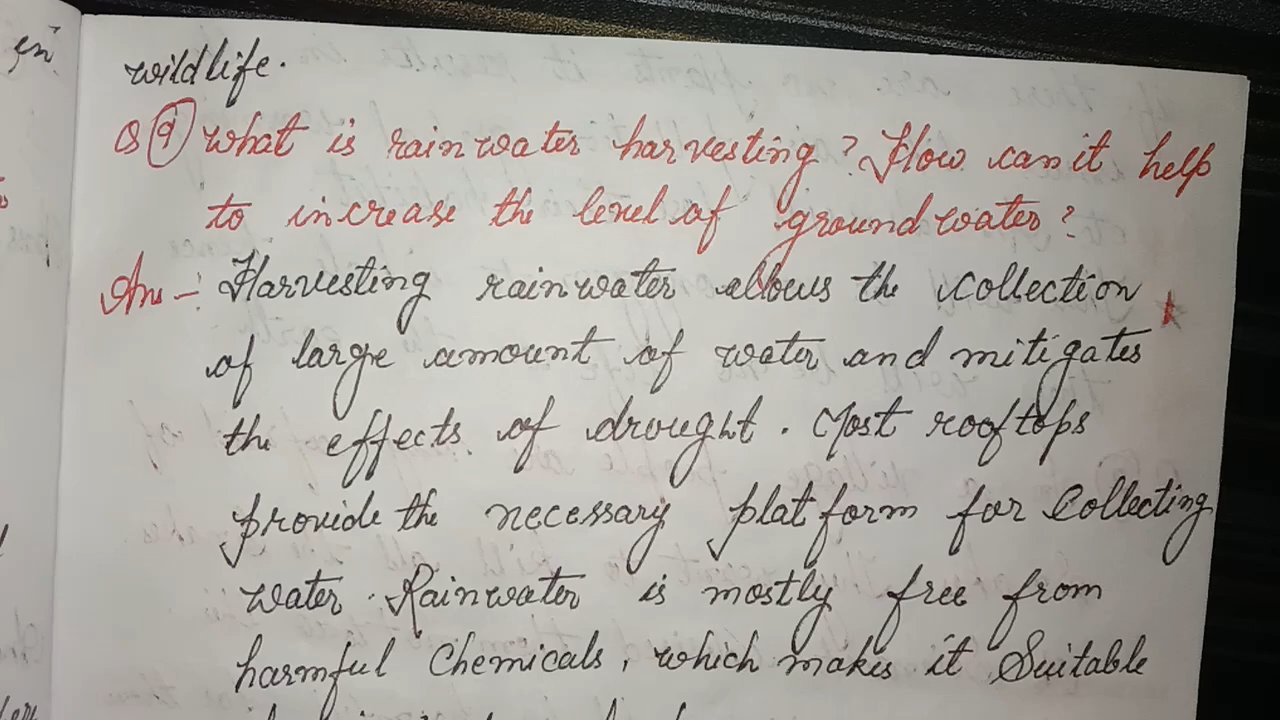 wildlife.
Q 9 what is rainwater harvesting? How can it help
to increase the level of groundwater?
Ans - Harvesting rainwater allows the collection
of large amount of water and mitigates
the effects of drought. Most rooftops
provide the necessary platform for Collecting
water. Rainwater is mostly free from
harmful Chemicals, which makes it Suitable